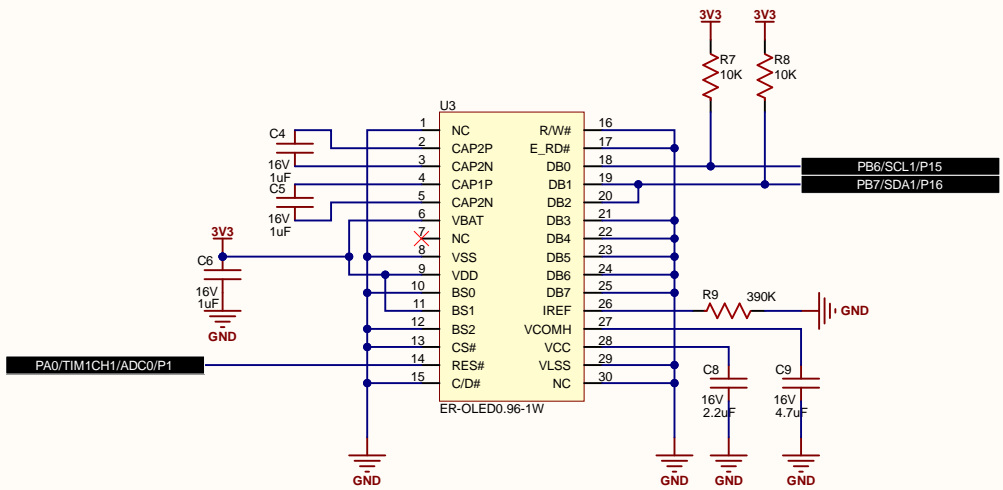 3V3 3V3
R7
10K
R8
10K
U3
1 NC R/W# 16
2 CAP2P E_RD# 17
3 CAP2N DB0 18
4 CAP1P DB1 19
5 CAP2N DB2 20
6 VBAT DB3 21
7 NC DB4 22
8 VSS DB5 23
9 VDD DB6 24
10 BS0 DB7 25
11 BS1 IREF 26
12 BS2 VCOMH 27
13 CS# VCC 28
14 RES# VLSS 29
15 C/D# NC 30
ER-OLED0.96-1W
C4
16V
1uF
C5
16V
1uF
3V3
C6
16V
1uF
GND
PB6/SCL1/P15
PB7/SDA1/P16
R9 390K
GND
PA0/TIM1CH1/ADC0/P1
C8
16V
2.2uF
C9
16V
4.7uF
GND GND GND GND